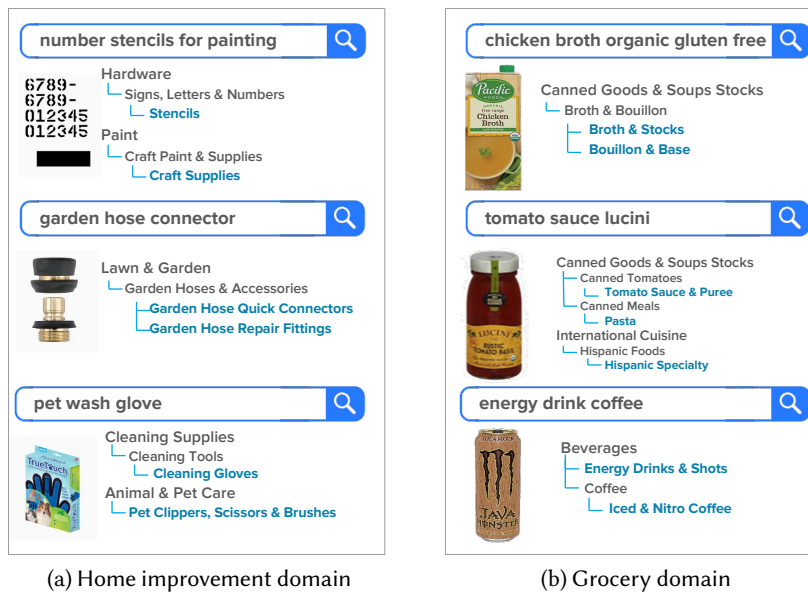 number stencils for painting
6789-
6789-
012345
012345
Hardware
Signs, Letters & Numbers
Stencils
Paint
Craft Paint & Supplies
Craft Supplies
garden hose connector
Lawn & Garden
Garden Hoses & Accessories
Garden Hose Quick Connectors
Garden Hose Repair Fittings
pet wash glove
TrueTouch
Cleaning Supplies
Cleaning Tools
Cleaning Gloves
Animal & Pet Care
Pet Clippers, Scissors & Brushes
(a) Home improvement domain
chicken broth organic gluten free
Pacific
FOODS
ORGANIC
free range
Chicken
Broth
Canned Goods & Soups Stocks
Broth & Bouillon
Broth & Stocks
Bouillon & Base
tomato sauce lucini
LUCINI
RUSTIC
TOMATO BASIL
Canned Goods & Soups Stocks
Canned Tomatoes
Tomato Sauce & Puree
Canned Meals
Pasta
International Cuisine
Hispanic Foods
Hispanic Specialty
energy drink coffee
JAVA
MONSTER
Beverages
Energy Drinks & Shots
Coffee
Iced & Nitro Coffee
(b) Grocery domain